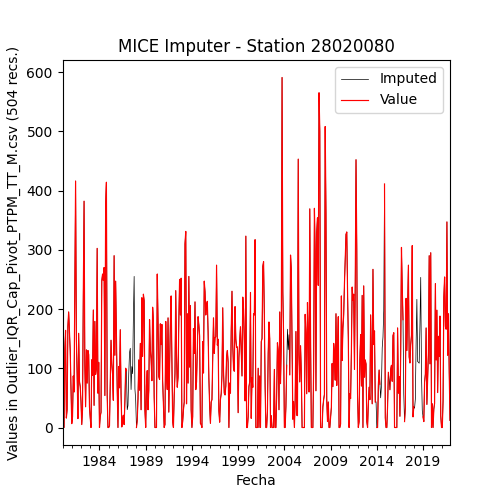 MICE Imputer - Station 28020080
Values in Outlier_IQR_Cap_Pivot_PTPM_TT_M.csv (504 recs.)
600
500
400
300
200
100
0
Imputed
Value
1984 1989 1994 1999 2004 2009 2014 2019
Fecha